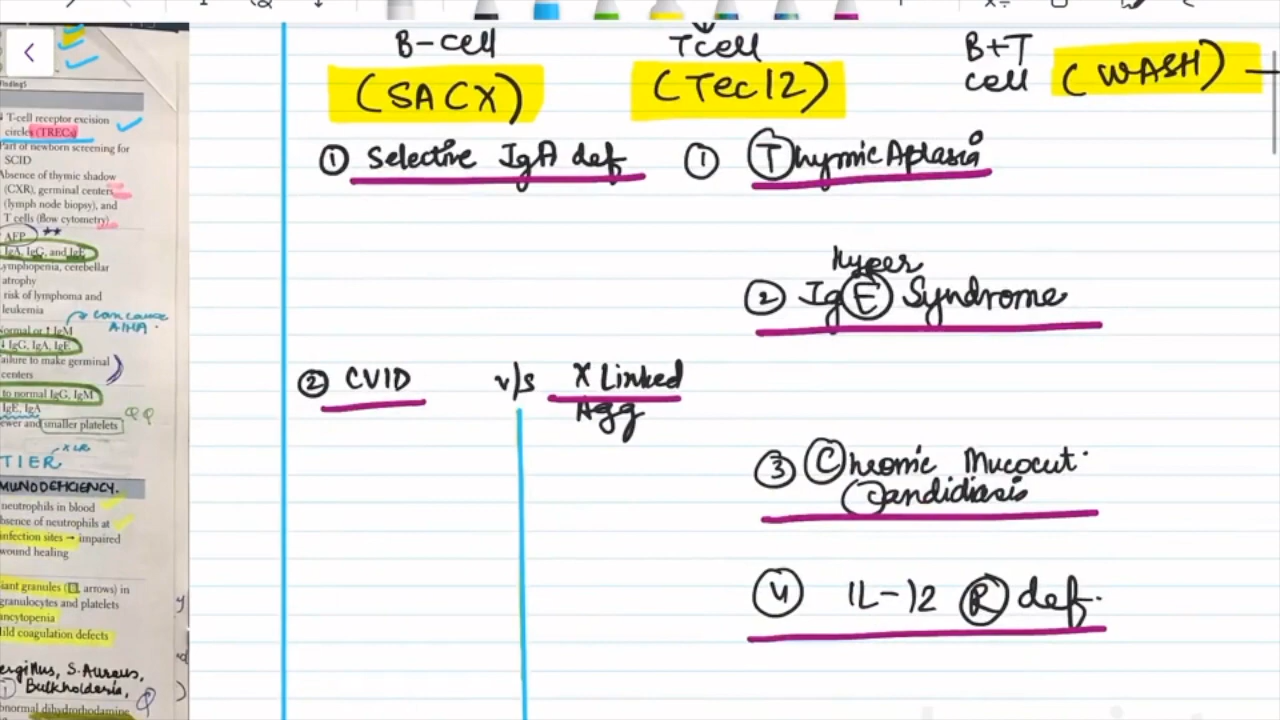 B-cell
Tcell
B+T
cell
(SACX)
(TEC12)
(WASH)
① Selective IgA def
① Thymic Aplasia
hyper
② IgE Syndrome
② CVID v/s X Linked
Agg
③ Chronic Mucocut.
Candidiasis
④ IL-12 R def.
Findings
T-cell receptor excision
circles (TRECs)
Part of newborn screening for
SCID
Absence of thymic shadow
(CXR), germinal centers
(lymph node biopsy), and
T cells (flow cytometry)
AFP **
IgA, IgG, and IgE
Lymphopenia, cerebellar
atrophy
risk of lymphoma and
leukemia
can cause
AIHA.
Normal or ↑ IgM
↓ IgG, IgA, IgE
Failure to make germinal
centers
to normal IgG, IgM
IgE, IgA
ewer and smaller platelets
XLR
TIER
MUNODEFICIENCY.
neutrophils in blood
bsence of neutrophils at
infection sites → impaired
wound healing
iant granules ( arrows) in
granulocytes and platelets
ancytopenia
ild coagulation defects
ergillus, S.Aureus,
Bulkholderia,
bnormal dihydrorhodamine